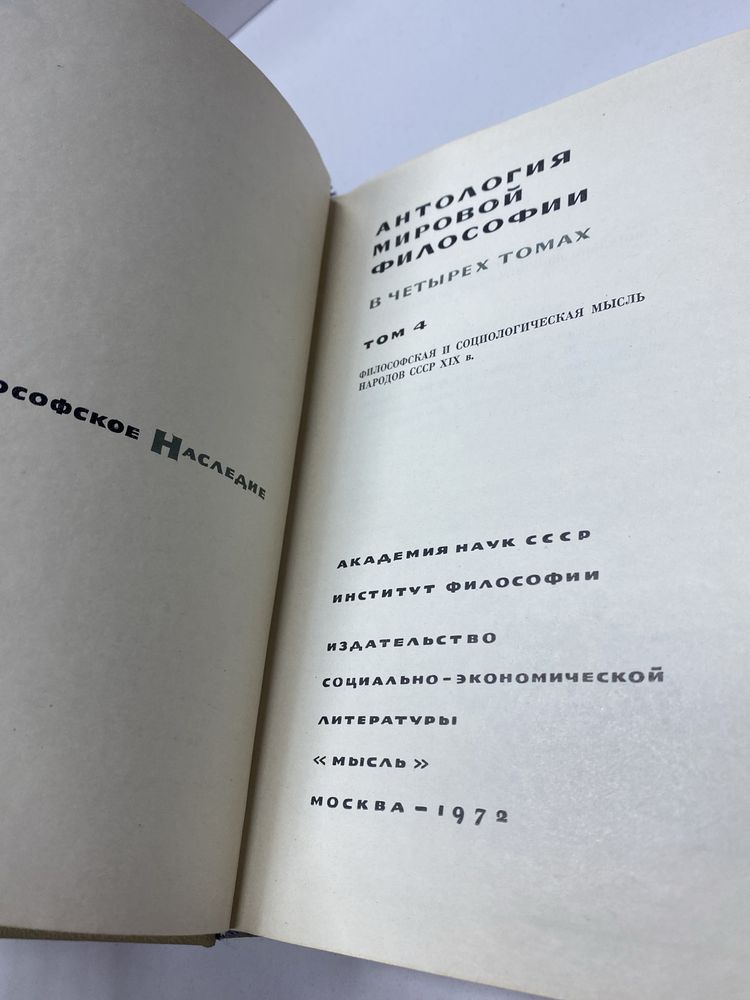 ОСОФСКОЕ НАСЛЕДИЕ
АНТОЛОГИЯ
МИРОВОЙ
ФИЛОСОФИИ
В ЧЕТЫРЕХ ТОМАХ
ТОМ 4
ФИЛОСОФСКАЯ И СОЦИОЛОГИЧЕСКАЯ МЫСЛЬ
НАРОДОВ СССР XIX в.
АКАДЕМИЯ НАУК СССР
ИНСТИТУТ ФИЛОСОФИИ
ИЗДАТЕЛЬСТВО
СОЦИАЛЬНО-ЭКОНОМИЧЕСКОЙ
ЛИТЕРАТУРЫ
«МЫСЛЬ»
МОСКВА – 1972